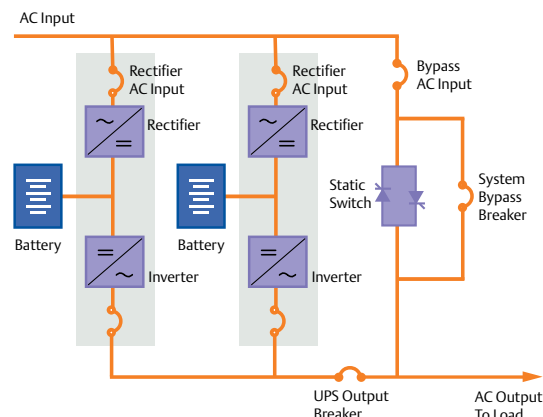 AC Input
Rectifier
AC Input
Rectifier
AC Input
Bypass
AC Input
Rectifier
Rectifier
Static
Switch
System
Bypass
Breaker
Battery
Battery
Inverter
Inverter
UPS Output
Breaker
AC Output
To Load